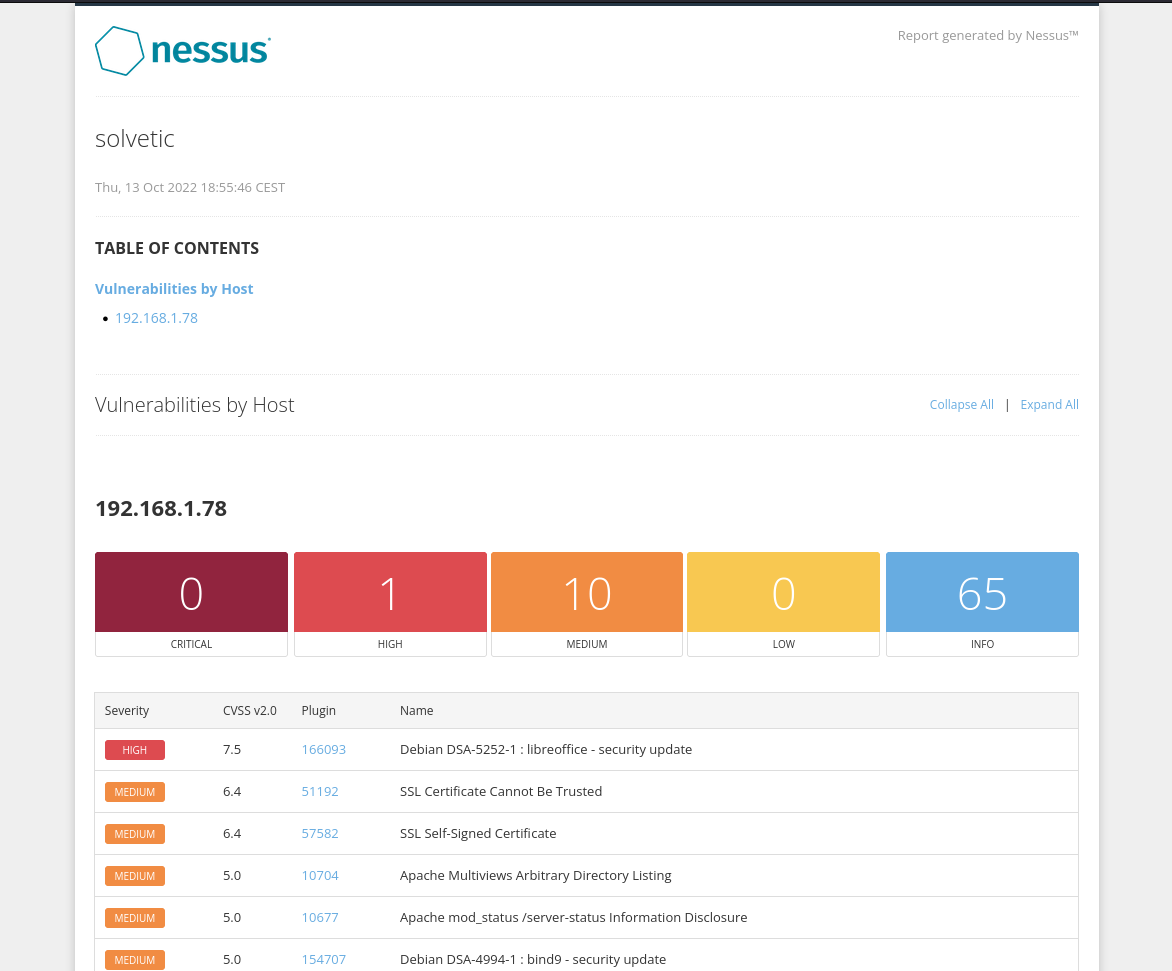 nessus
Report generated by Nessus™
solvetic
Thu, 13 Oct 2022 18:55:46 CEST
TABLE OF CONTENTS
Vulnerabilities by Host
• 192.168.1.78
Vulnerabilities by Host
Collapse All | Expand All
192.168.1.78
0 1 10 0 65
CRITICAL HIGH MEDIUM LOW INFO
Severity CVSS v2.0 Plugin Name
HIGH 7.5 166093 Debian DSA-5252-1 : libreoffice - security update
MEDIUM 6.4 51192 SSL Certificate Cannot Be Trusted
MEDIUM 6.4 57582 SSL Self-Signed Certificate
MEDIUM 5.0 10704 Apache Multiviews Arbitrary Directory Listing
MEDIUM 5.0 10677 Apache mod_status /server-status Information Disclosure
MEDIUM 5.0 154707 Debian DSA-4994-1 : bind9 - security update